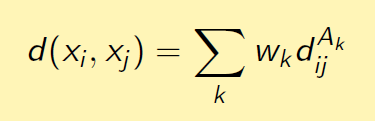 d(x_i, x_j) = \sum_k w_k d_{ij}^{A_k}